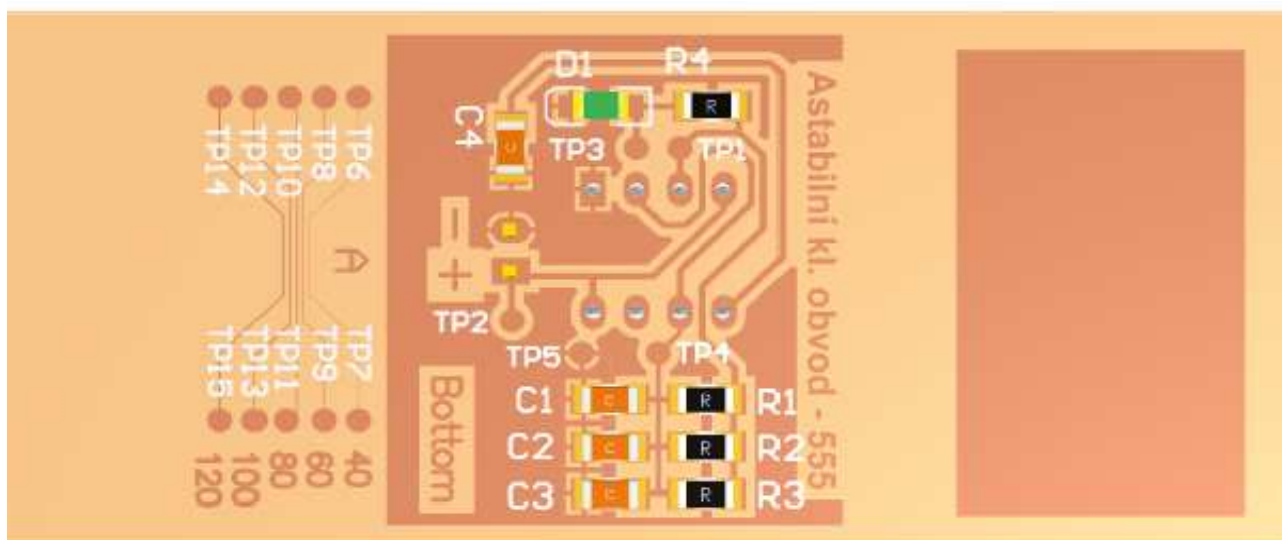 D1
R4
C4
TP3
TP1
TP14
TP12
TP10
TP8
TP6
A
-
+
TP2
TP5
TP4
TP15
TP13
TP11
TP9
TP7
120
100
80
60
40
Bottom
C1
R1
C2
R2
C3
R3
R
R
R
R
C
C
C
C
Astabilní kl. obvod - 555